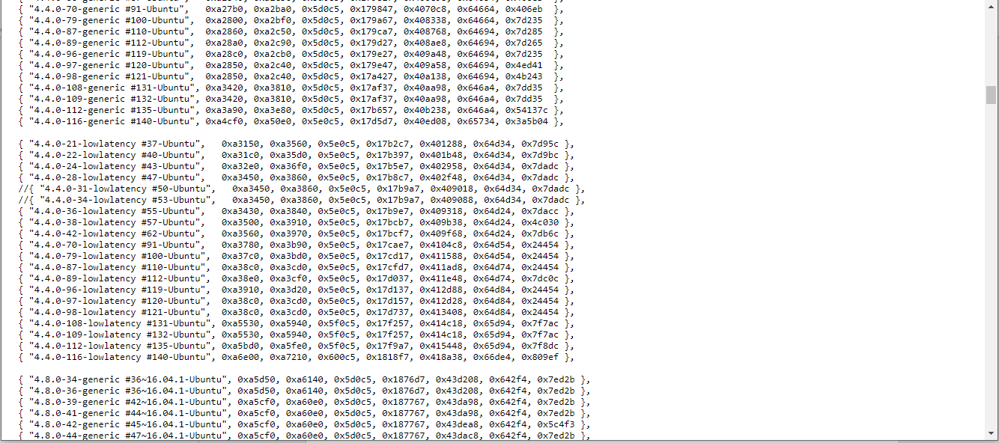 { "4.4.0-70-generic #91-Ubuntu", 0xa27b0, 0xa2ba0, 0x5d0c5, 0x179847, 0x4070c8, 0x64664, 0x406eb },
{ "4.4.0-79-generic #100-Ubuntu", 0xa2800, 0xa2bf0, 0x5d0c5, 0x179a67, 0x408338, 0x64664, 0x7d235 },
{ "4.4.0-87-generic #110-Ubuntu", 0xa2860, 0xa2c50, 0x5d0c5, 0x179ca7, 0x408768, 0x64694, 0x7d285 },
{ "4.4.0-89-generic #112-Ubuntu", 0xa28a0, 0xa2c90, 0x5d0c5, 0x179d27, 0x408ae8, 0x64694, 0x7d265 },
{ "4.4.0-96-generic #119-Ubuntu", 0xa28c0, 0xa2cb0, 0x5d0c5, 0x179e27, 0x409a48, 0x64694, 0x7d235 },
{ "4.4.0-97-generic #120-Ubuntu", 0xa2850, 0xa2c40, 0x5d0c5, 0x179e47, 0x409a58, 0x64694, 0x4ed41 },
{ "4.4.0-98-generic #121-Ubuntu", 0xa2850, 0xa2c40, 0x5d0c5, 0x17a427, 0x40a138, 0x64694, 0x4b243 },
{ "4.4.0-108-generic #131-Ubuntu", 0xa3420, 0xa3810, 0x5d0c5, 0x17af37, 0x40aa98, 0x646a4, 0x7dd35 },
{ "4.4.0-109-generic #132-Ubuntu", 0xa3420, 0xa3810, 0x5d0c5, 0x17af37, 0x40aa98, 0x646a4, 0x7dd35 },
{ "4.4.0-112-generic #135-Ubuntu", 0xa3a90, 0xa3e80, 0x5d0c5, 0x17b657, 0x40b238, 0x646a4, 0x54137c },
{ "4.4.0-116-generic #140-Ubuntu", 0xa4cf0, 0xa50e0, 0x5e0c5, 0x17d5d7, 0x40ed08, 0x65734, 0x3a5b04 },
{ "4.4.0-21-lowlatency #37-Ubuntu", 0xa3150, 0xa3560, 0x5e0c5, 0x17b2c7, 0x401288, 0x64d34, 0x7d95c },
{ "4.4.0-22-lowlatency #40-Ubuntu", 0xa31c0, 0xa35d0, 0x5e0c5, 0x17b397, 0x401b48, 0x64d34, 0x7d9bc },
{ "4.4.0-24-lowlatency #43-Ubuntu", 0xa32e0, 0xa36f0, 0x5e0c5, 0x17b5e7, 0x402958, 0x64d34, 0x7dadc },
{ "4.4.0-28-lowlatency #47-Ubuntu", 0xa3450, 0xa3860, 0x5e0c5, 0x17b8c7, 0x402f48, 0x64d34, 0x7dadc },
//{ "4.4.0-31-lowlatency #50-Ubuntu", 0xa3450, 0xa3860, 0x5e0c5, 0x17b9a7, 0x409018, 0x64d34, 0x7dadc },
//{ "4.4.0-34-lowlatency #53-Ubuntu", 0xa3450, 0xa3860, 0x5e0c5, 0x17b9a7, 0x409088, 0x64d34, 0x7dadc },
{ "4.4.0-36-lowlatency #55-Ubuntu", 0xa3430, 0xa3840, 0x5e0c5, 0x17b9e7, 0x409318, 0x64d24, 0x7dacc },
{ "4.4.0-38-lowlatency #57-Ubuntu", 0xa3500, 0xa3910, 0x5e0c5, 0x17bcb7, 0x409b38, 0x64d24, 0x4c030 },
{ "4.4.0-42-lowlatency #62-Ubuntu", 0xa3560, 0xa3970, 0x5e0c5, 0x17bcf7, 0x409f68, 0x64d24, 0x7db6c },
{ "4.4.0-70-lowlatency #91-Ubuntu", 0xa3780, 0xa3b90, 0x5e0c5, 0x17cae7, 0x4104c8, 0x64d54, 0x24454 },
{ "4.4.0-79-lowlatency #100-Ubuntu", 0xa37c0, 0xa3bd0, 0x5e0c5, 0x17cd17, 0x411588, 0x64d54, 0x24454 },
{ "4.4.0-87-lowlatency #110-Ubuntu", 0xa38c0, 0xa3cd0, 0x5e0c5, 0x17cfd7, 0x411ad8, 0x64d74, 0x24454 },
{ "4.4.0-89-lowlatency #112-Ubuntu", 0xa38e0, 0xa3cf0, 0x5e0c5, 0x17d037, 0x411e48, 0x64d74, 0x7dc0c },
{ "4.4.0-96-lowlatency #119-Ubuntu", 0xa3910, 0xa3d20, 0x5e0c5, 0x17d137, 0x412d88, 0x64d84, 0x24454 },
{ "4.4.0-97-lowlatency #120-Ubuntu", 0xa38c0, 0xa3cd0, 0x5e0c5, 0x17d157, 0x412d28, 0x64d84, 0x24454 },
{ "4.4.0-98-lowlatency #121-Ubuntu", 0xa38c0, 0xa3cd0, 0x5e0c5, 0x17d737, 0x413408, 0x64d84, 0x24454 },
{ "4.4.0-108-lowlatency #131-Ubuntu", 0xa5530, 0xa5940, 0x5f0c5, 0x17f257, 0x414c18, 0x65d94, 0x7f7ac },
{ "4.4.0-109-lowlatency #132-Ubuntu", 0xa5530, 0xa5940, 0x5f0c5, 0x17f257, 0x414c18, 0x65d94, 0x7f7ac },
{ "4.4.0-112-lowlatency #135-Ubuntu", 0xa5bd0, 0xa5fe0, 0x5f0c5, 0x17f9a7, 0x415448, 0x65d94, 0x7f8dc },
{ "4.4.0-116-lowlatency #140-Ubuntu", 0xa6e00, 0xa7210, 0x600c5, 0x1818f7, 0x418a38, 0x66de4, 0x809ef },
{ "4.8.0-34-generic #36~16.04.1-Ubuntu", 0xa5d50, 0xa6140, 0x5d0c5, 0x1876d7, 0x43d208, 0x642f4, 0x7ed2b },
{ "4.8.0-36-generic #36~16.04.1-Ubuntu", 0xa5d50, 0xa6140, 0x5d0c5, 0x1876d7, 0x43d208, 0x642f4, 0x7ed2b },
{ "4.8.0-39-generic #42~16.04.1-Ubuntu", 0xa5cf0, 0xa60e0, 0x5d0c5, 0x187767, 0x43da98, 0x642f4, 0x7ed2b },
{ "4.8.0-41-generic #44~16.04.1-Ubuntu", 0xa5cf0, 0xa60e0, 0x5d0c5, 0x187767, 0x43da98, 0x642f4, 0x7ed2b },
{ "4.8.0-42-generic #45~16.04.1-Ubuntu", 0xa5cf0, 0xa60e0, 0x5d0c5, 0x187767, 0x43dea8, 0x642f4, 0x5c4f3 },
{ "4.8.0-44-generic #47~16.04.1-Ubuntu", 0xa5cf0, 0xa60e0, 0x5d0c5, 0x187767, 0x43dac8, 0x642f4, 0x7ed2b },